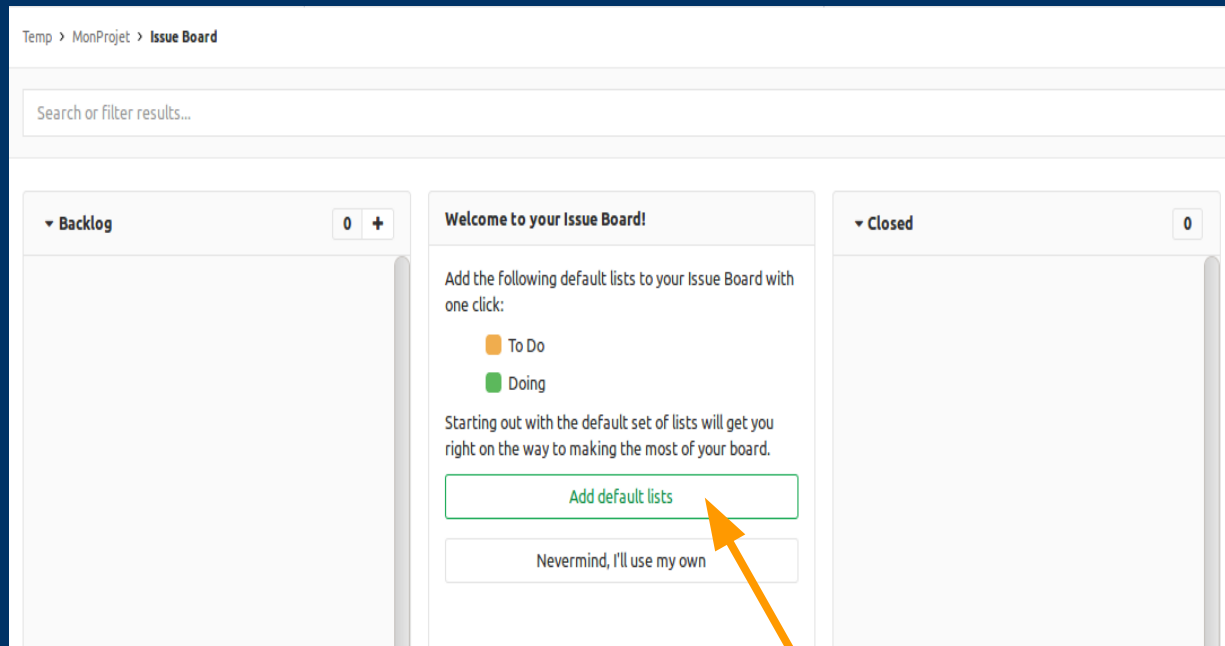 Temp > MonProjet > Issue Board
Search or filter results...
Backlog 0 +
Welcome to your Issue Board!
Add the following default lists to your Issue Board with
one click:
To Do
Doing
Starting out with the default set of lists will get you
right on the way to making the most of your board.
Add default lists
Nevermind, I'll use my own
Closed 0